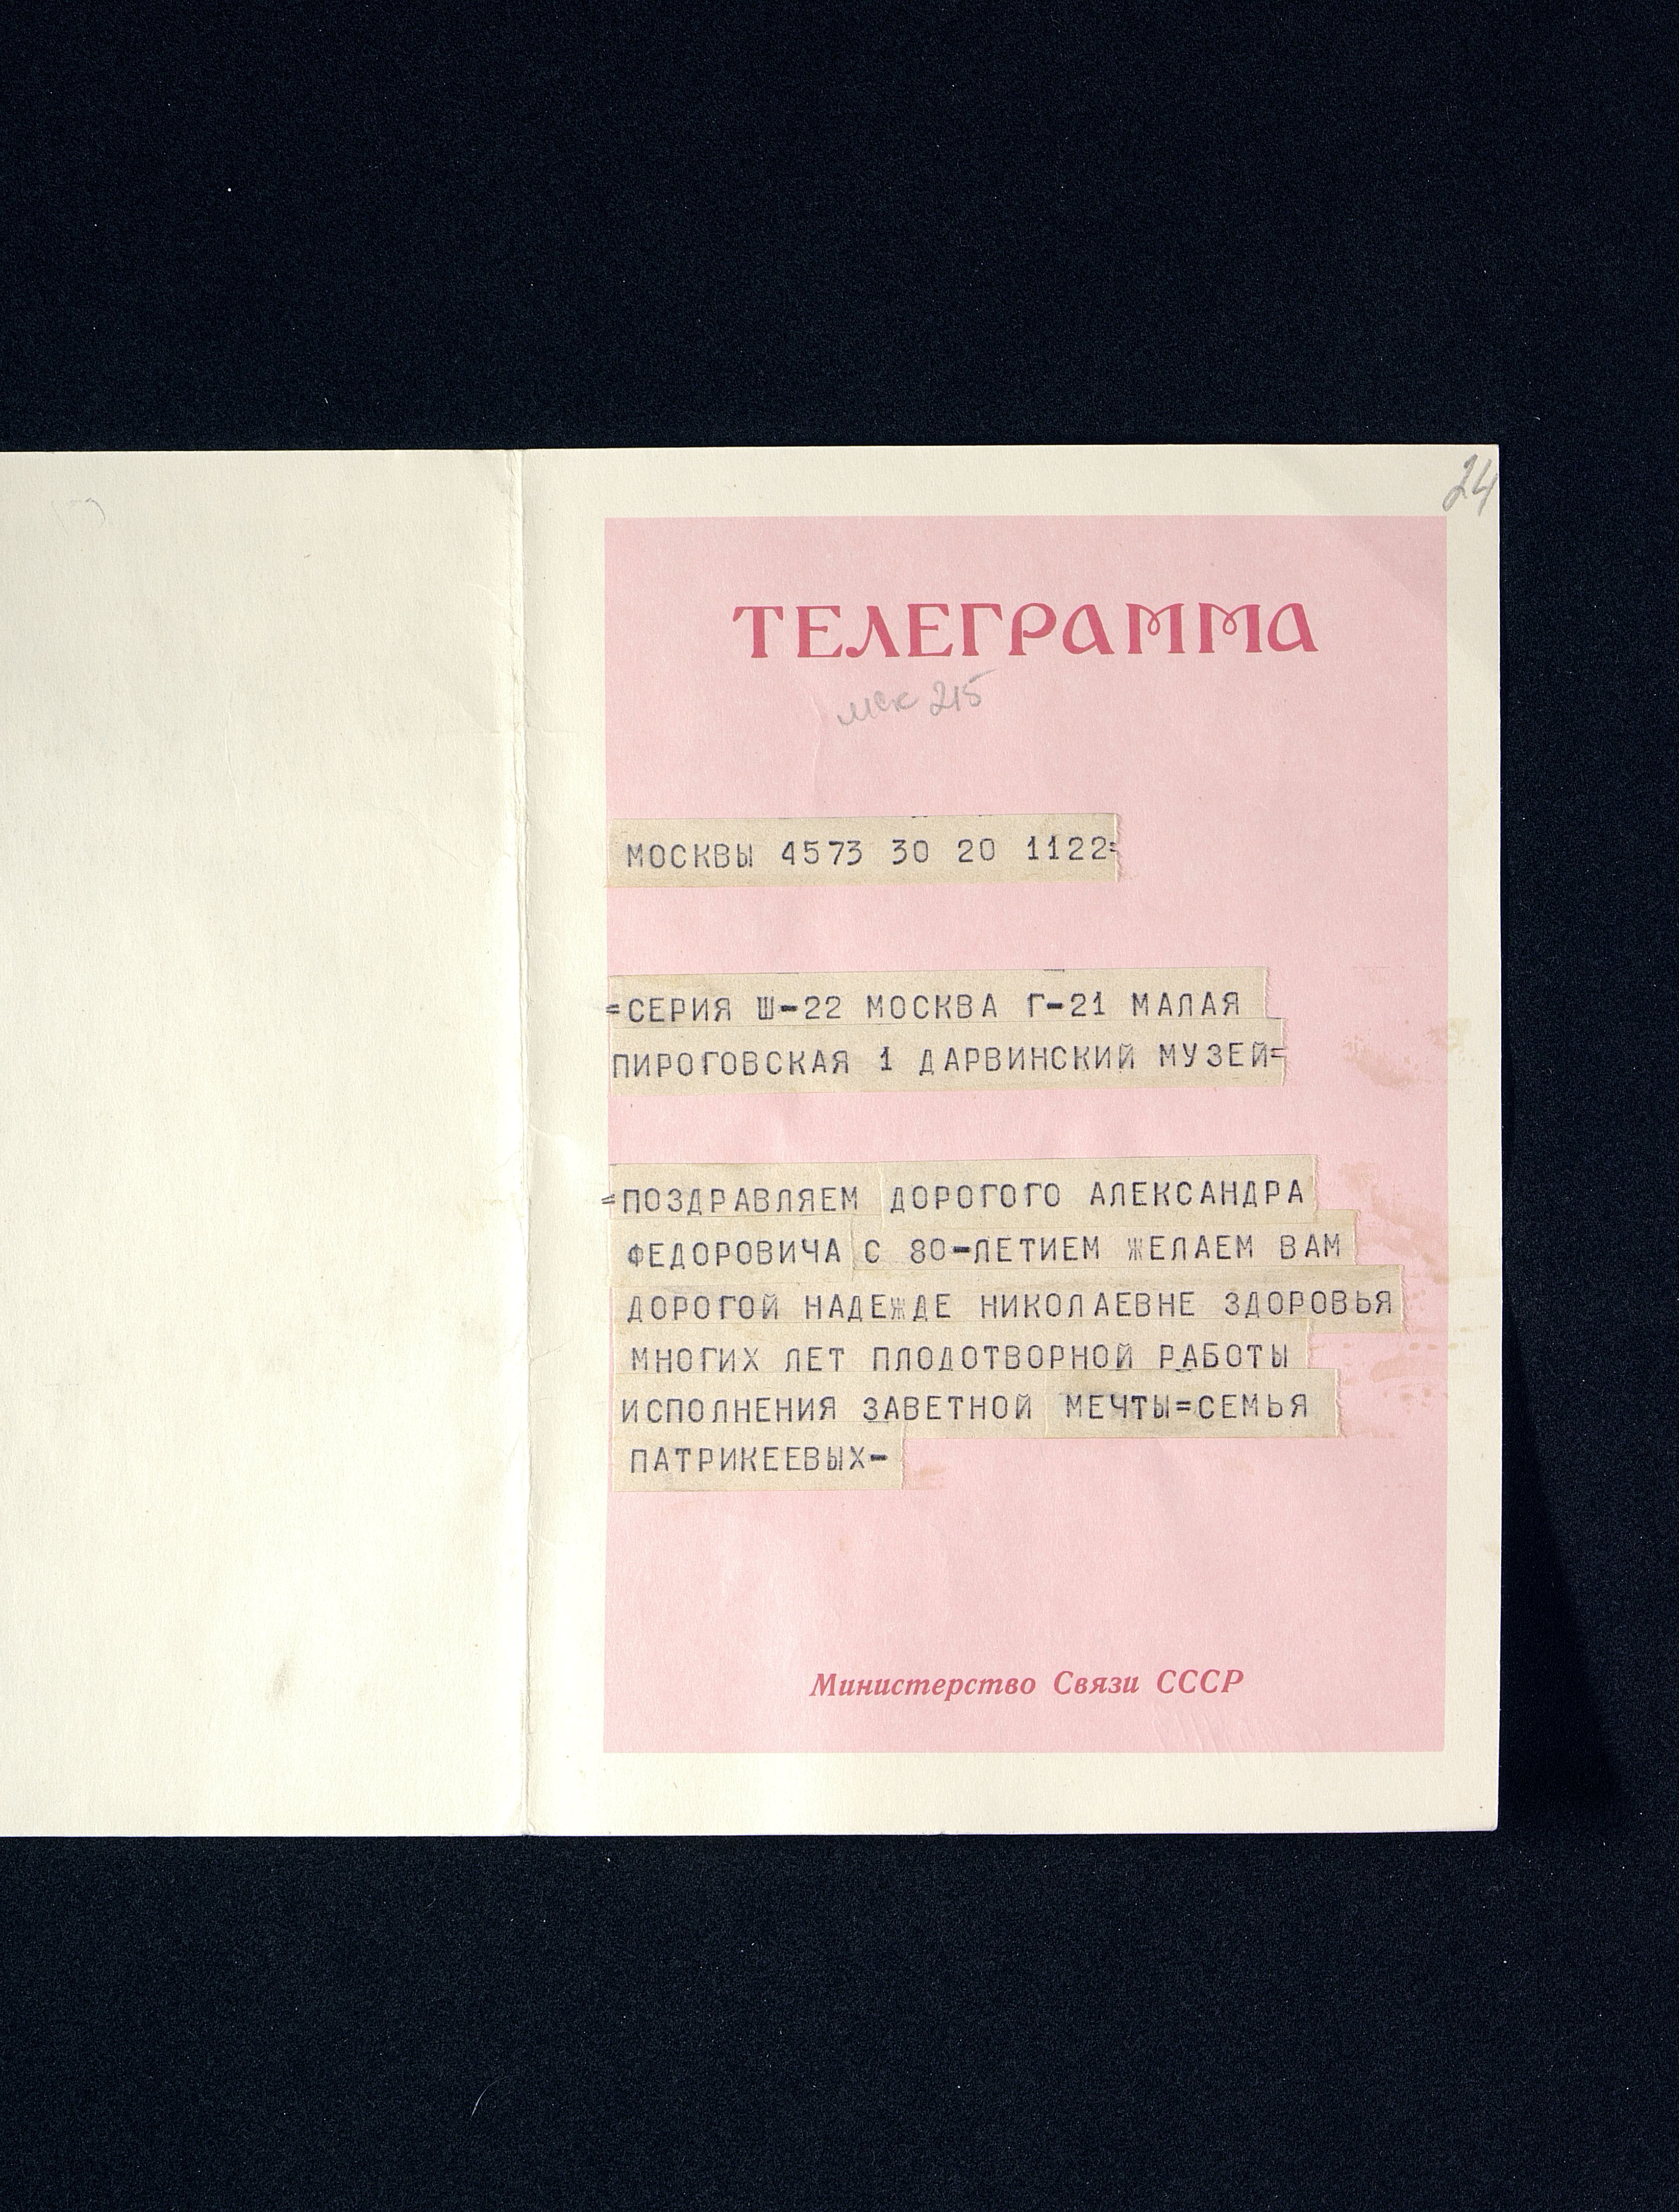 24
ТЕЛЕГРАММА
мск 215
МОСКВЫ 4573 30 20 1122=
=СЕРИЯ Ш-22 МОСКВА Г-21 МАЛАЯ
ПИРОГОВСКАЯ 1 ДАРВИНСКИЙ МУЗЕЙ=
=ПОЗДРАВЛЯЕМ ДОРОГОГО АЛЕКСАНДРА
ФЕДОРОВИЧА С 80-ЛЕТИЕМ ЖЕЛАЕМ ВАМ
ДОРОГОЙ НАДЕЖДЕ НИКОЛАЕВНЕ ЗДОРОВЬЯ
МНОГИХ ЛЕТ ПЛОДОТВОРНОЙ РАБОТЫ
ИСПОЛНЕНИЯ ЗАВЕТНОЙ МЕЧТЫ=СЕМЬЯ
ПАТРИКЕЕВЫХ-
Министерство Связи СССР